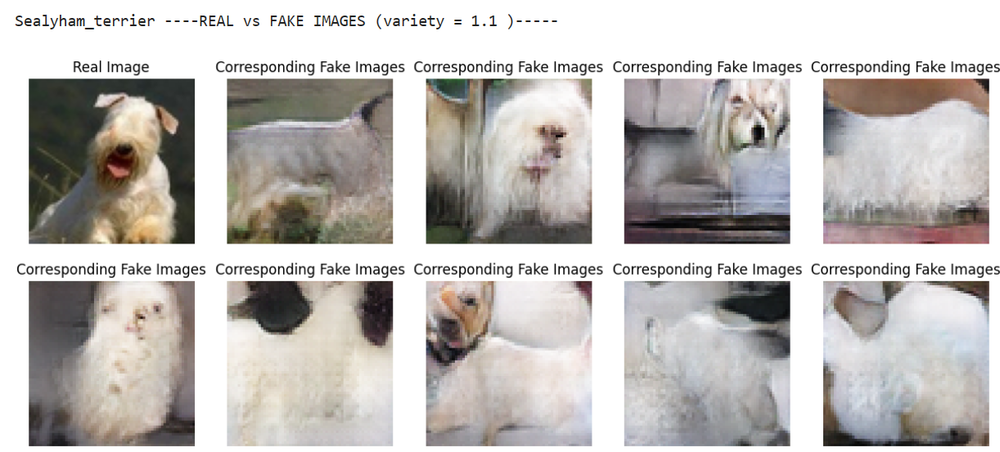 Sealyham_terrier ----REAL vs FAKE IMAGES (variety = 1.1 )-----
Real Image
Corresponding Fake Images
Corresponding Fake Images
Corresponding Fake Images
Corresponding Fake Images
Corresponding Fake Images
Corresponding Fake Images
Corresponding Fake Images
Corresponding Fake Images
Corresponding Fake Images